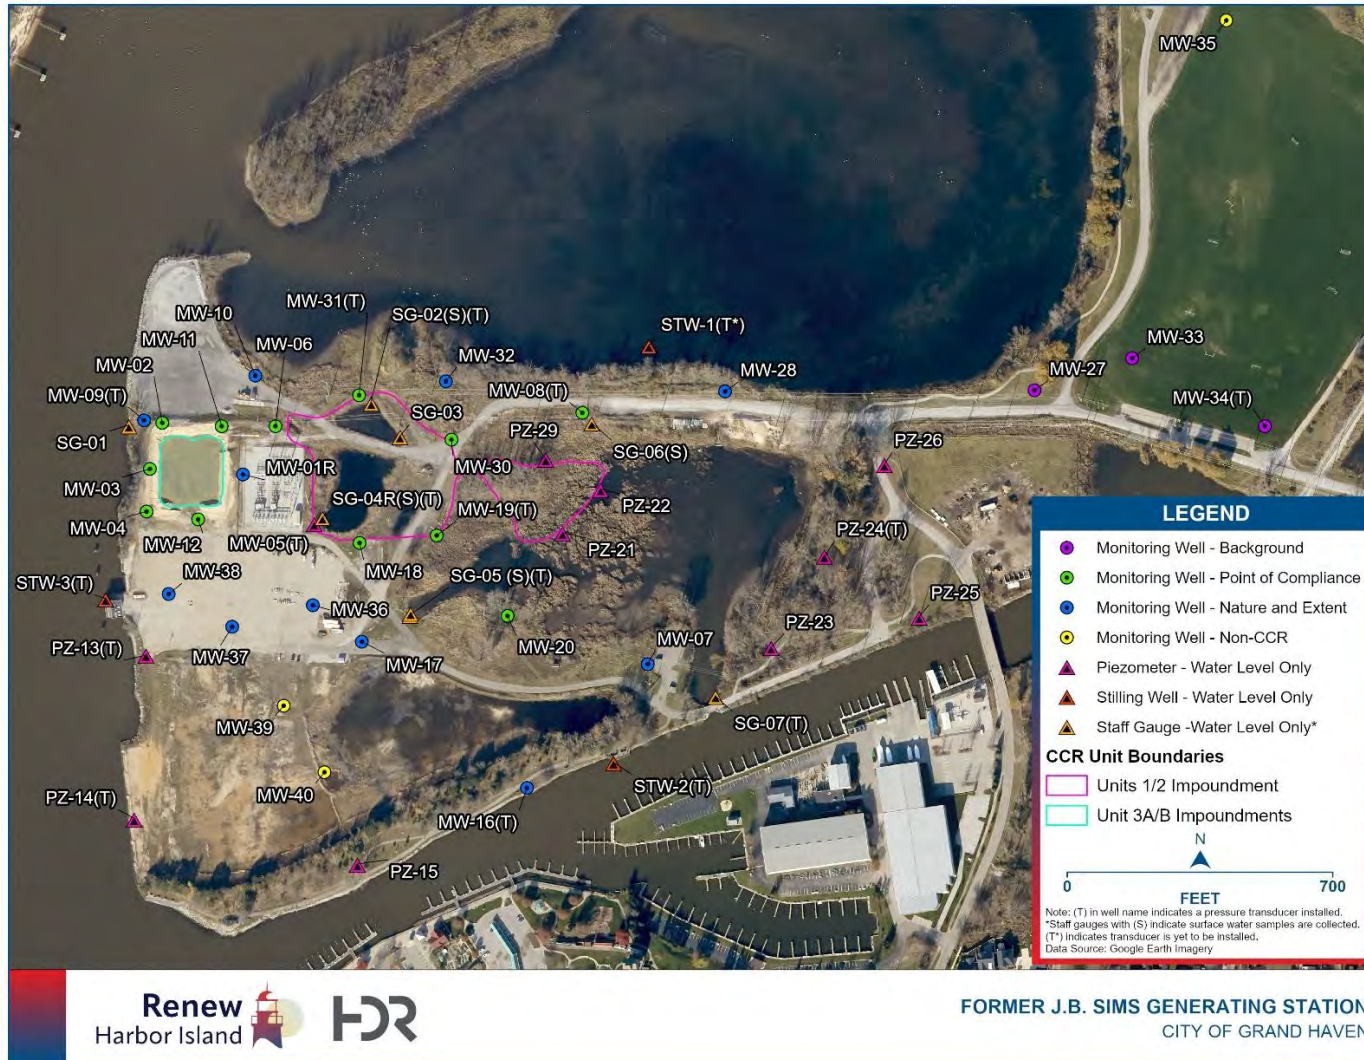 MW-35
MW-31(T)
SG-02(S)(T)
MW-10
MW-11
MW-06
MW-32
STW-1(T*)
MW-33
MW-02
MW-28
MW-27
MW-09(T)
MW-08(T)
MW-34(T)
SG-01
SG-03
PZ-29
SG-06(S)
PZ-26
MW-01R
MW-30
MW-03
SG-04R(S)(T)
PZ-22
MW-19(T)
MW-04
MW-12
MW-05(T)
PZ-24(T)
PZ-21
MW-38
MW-18
SG-05 (S)(T)
STW-3(T)
MW-36
PZ-25
MW-20
PZ-23
PZ-13(T)
MW-37
MW-17
MW-07
MW-39
SG-07(T)
MW-40
STW-2(T)
PZ-14(T)
MW-16(T)
PZ-15
LEGEND
Monitoring Well - Background
Monitoring Well - Point of Compliance
Monitoring Well - Nature and Extent
Monitoring Well - Non-CCR
Piezometer - Water Level Only
Stilling Well - Water Level Only
Staff Gauge -Water Level Only*
CCR Unit Boundaries
Units 1/2 Impoundment
Unit 3A/B Impoundments
N
0 700
FEET
Note: (T) in well name indicates a pressure transducer installed.
*Staff gauges with (S) indicate surface water samples are collected.
(T*) indicates transducer is yet to be installed.
Data Source: Google Earth Imagery
Renew
Harbor Island
HDR
FORMER J.B. SIMS GENERATING STATION
CITY OF GRAND HAVEN